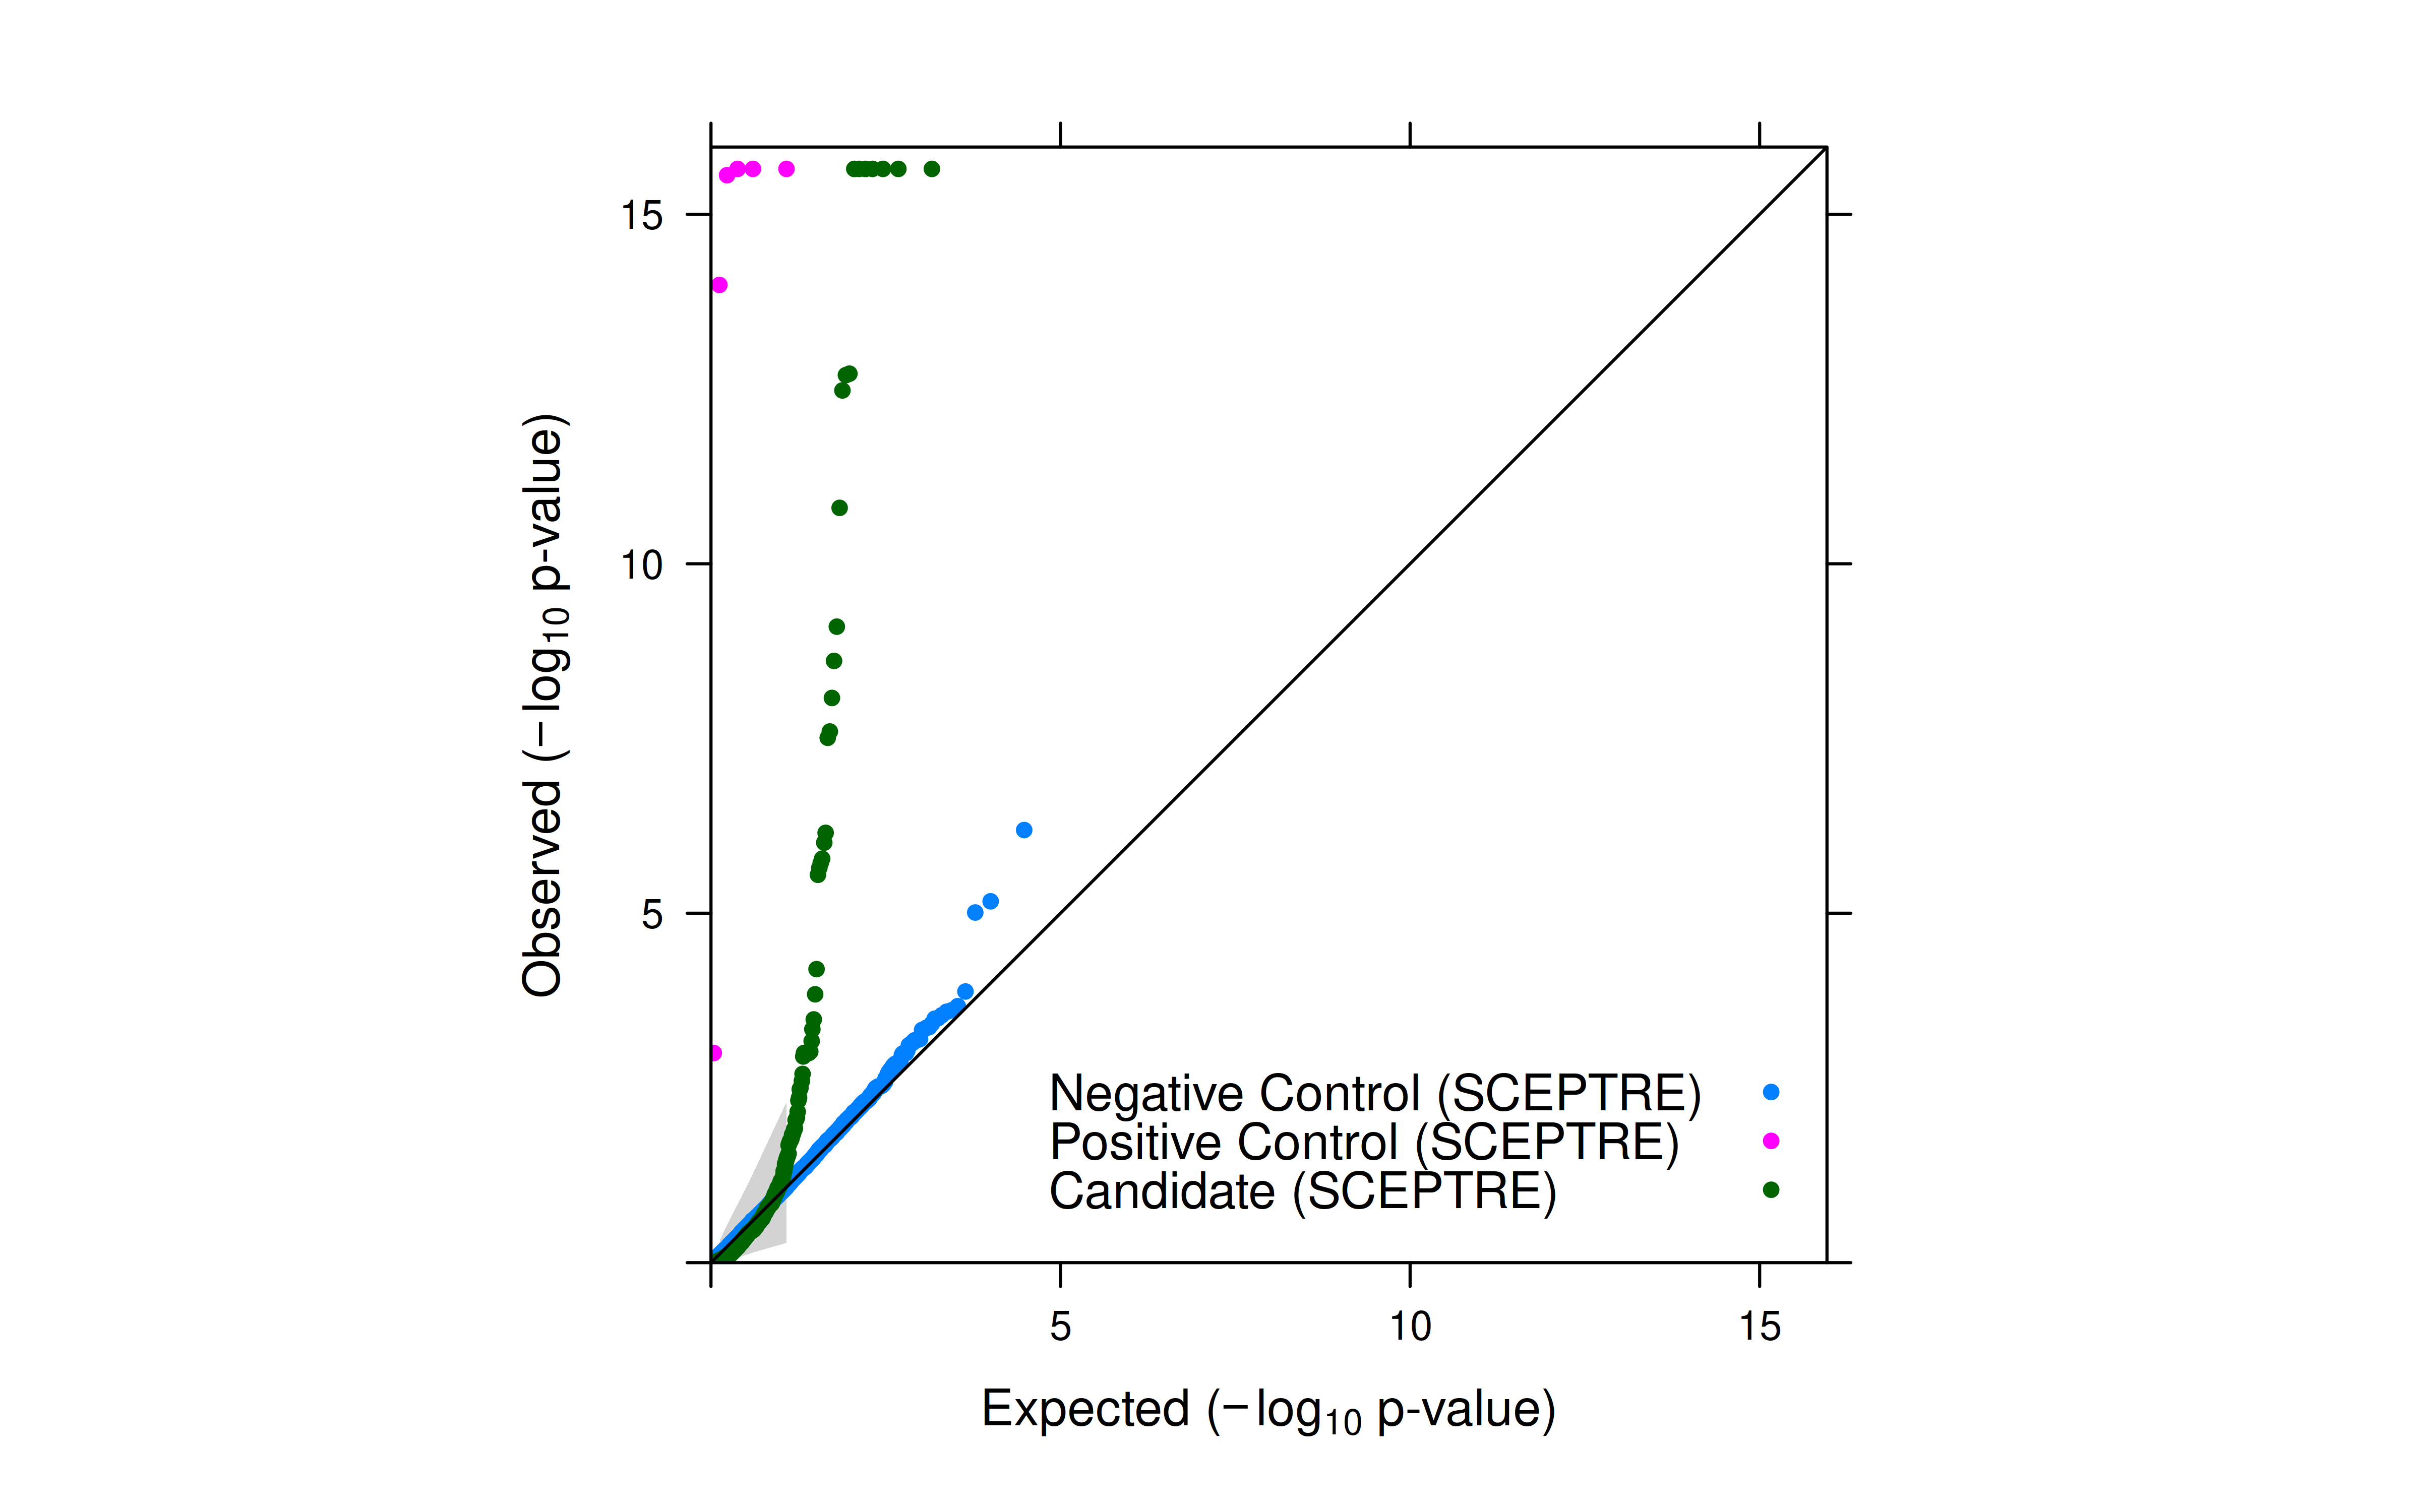 15
10
5
Observed (−log10 p-value)
Negative Control (SCEPTRE)
Positive Control (SCEPTRE)
Candidate (SCEPTRE)
5 10 15
Expected (−log10 p-value)